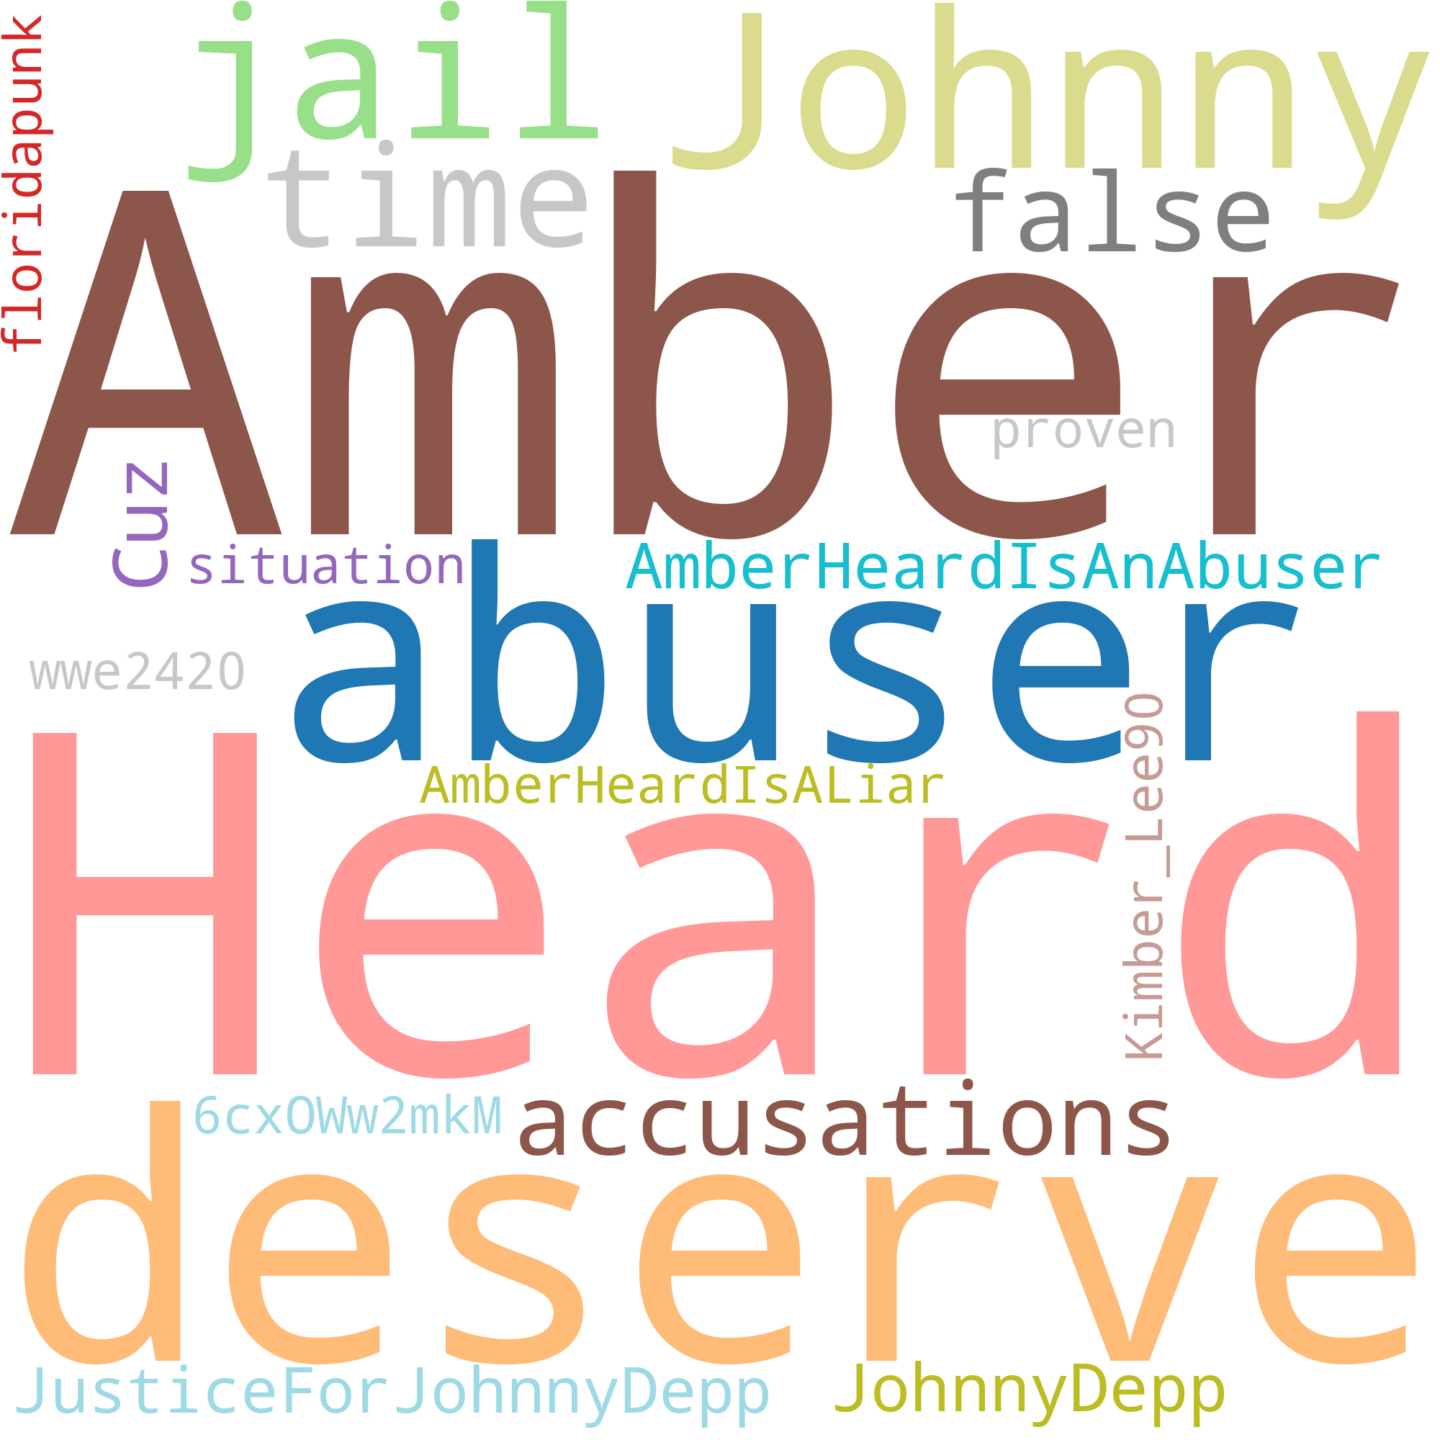 floridapunk
jail
Johnny
time
false
Amber
proven
Cuz
situation
AmberHeardIsAnAbuser
abuser
wwe2420
Kimber_Lee90
AmberHeardIsALiar
Heard
6cxOWw2mkM
accusations
deserve
JusticeForJohnnyDepp
JohnnyDepp